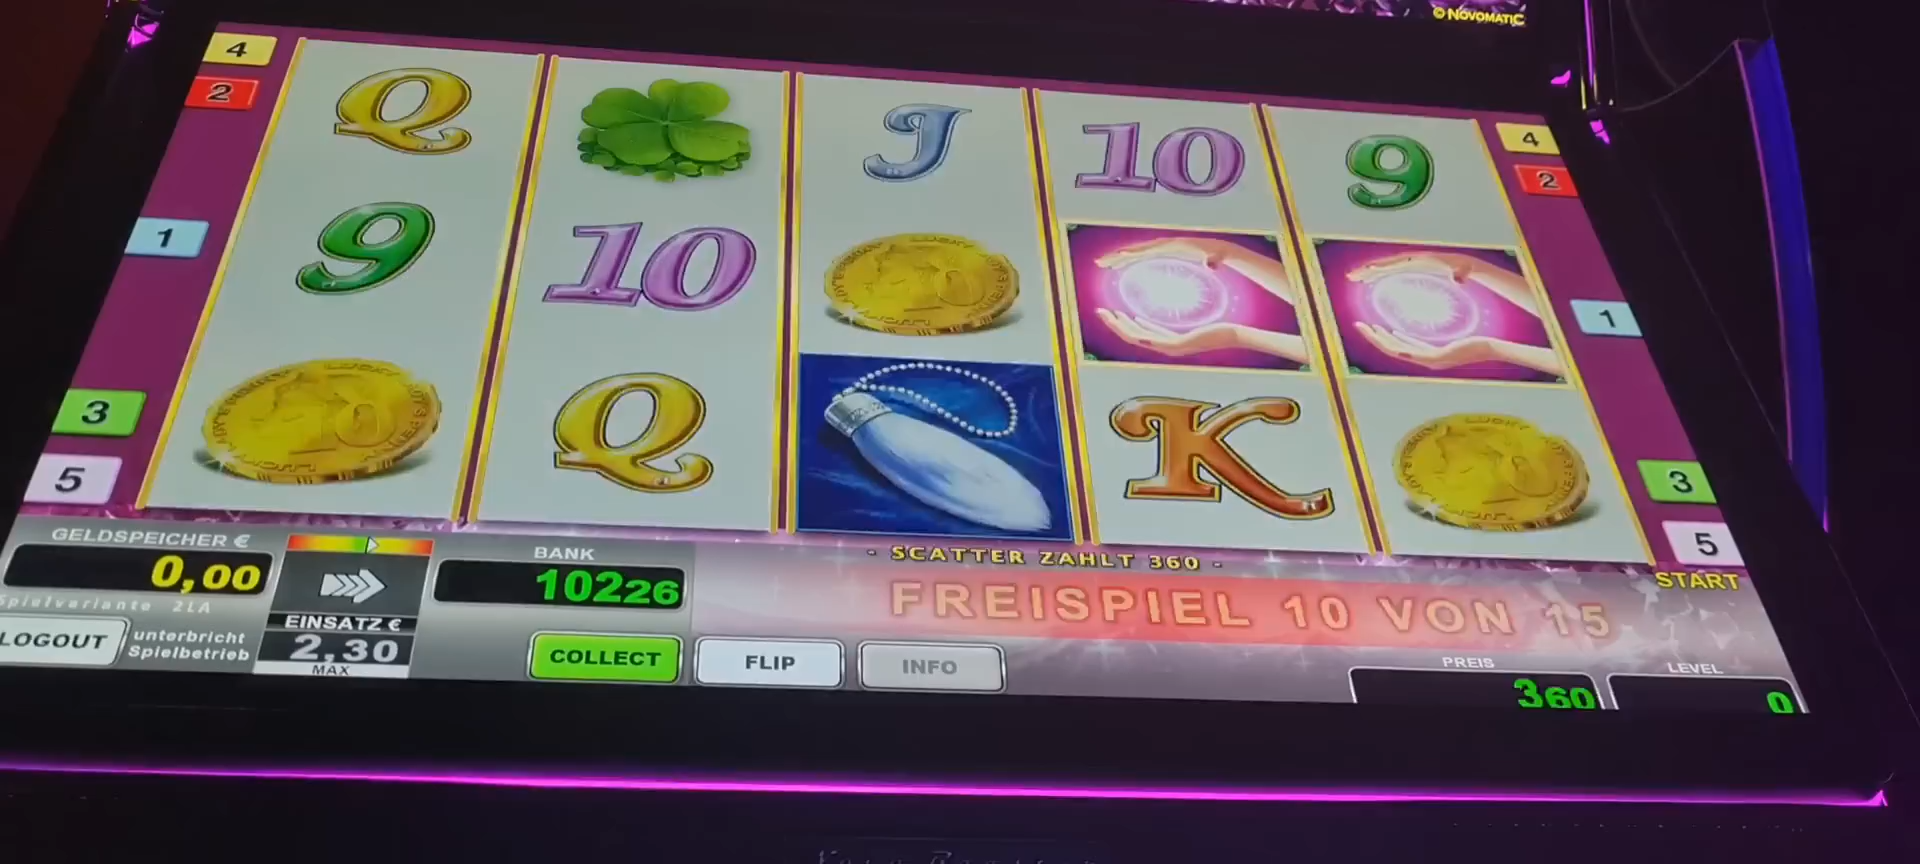 © NOVOMATIC
4
4
2
2
Q
J
10
9
1
1
9
10
3
3
Q
K
5
5
GELDSPEICHER €
0,00
Spielvariante 2LA
LOGOUT
unterbricht
Spielbetrieb
EINSATZ €
2,30
MAX
BANK
10226
COLLECT
FLIP
INFO
- SCATTER ZAHLT 360 -
FREISPIEL 10 VON 15
START
PREIS
360
LEVEL
0